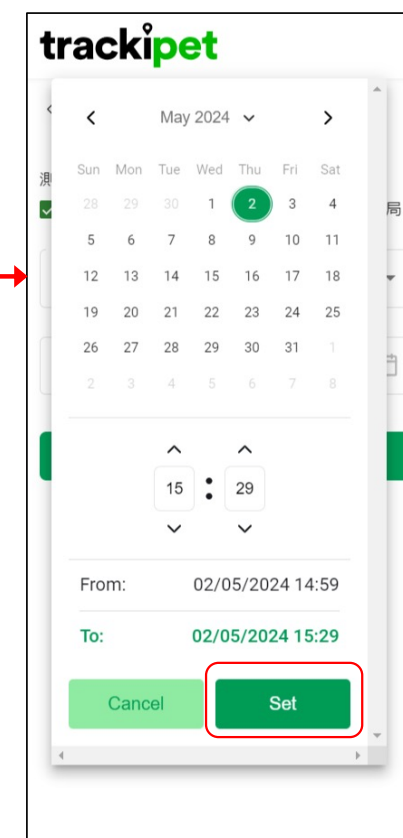 trackipet
May 2024
測
Sun Mon Tue Wed Thu Fri Sat
28 29 30 1 2 3 4
局
5 6 7 8 9 10 11
12 13 14 15 16 17 18
19 20 21 22 23 24 25
26 27 28 29 30 31 1
2 3 4 5 6 7 8
15 : 29
From: 02/05/2024 14:59
To: 02/05/2024 15:29
Cancel Set